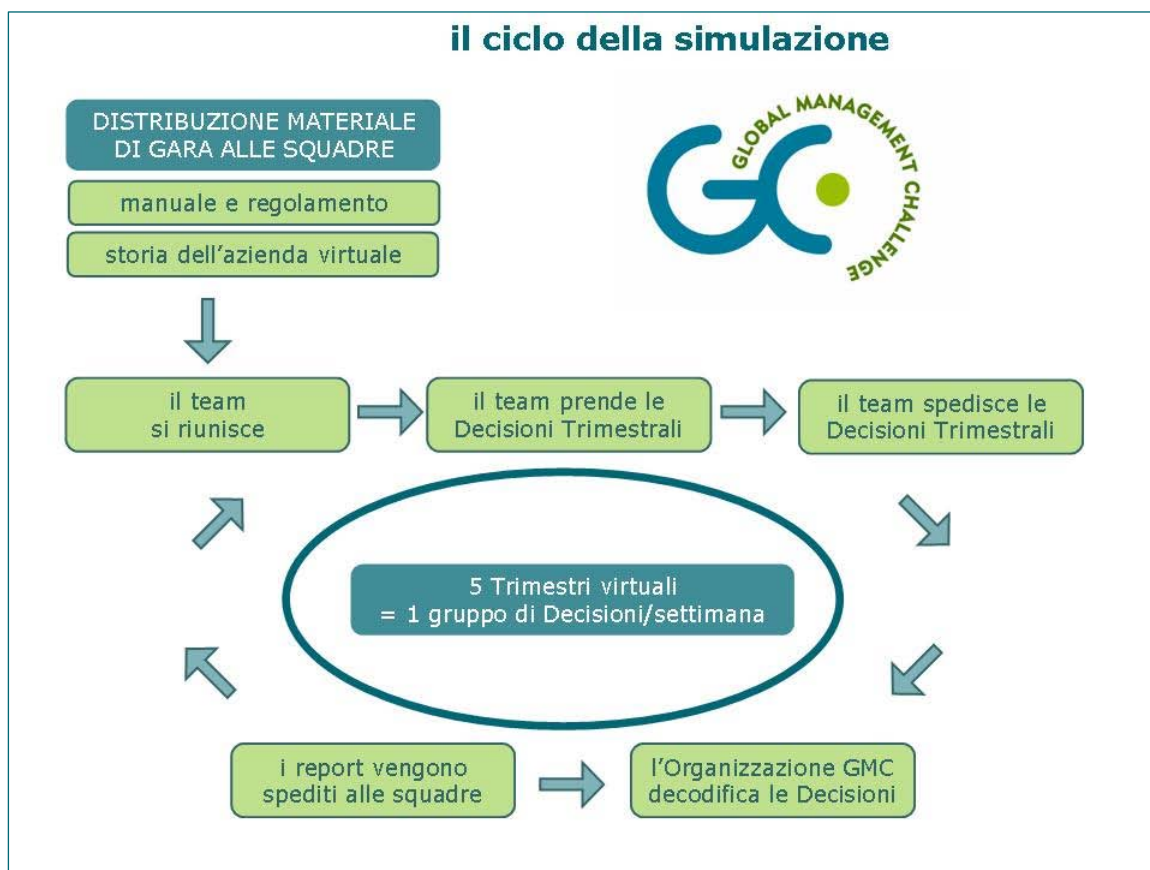 il ciclo della simulazione
DISTRIBUZIONE MATERIALE
DI GARA ALLE SQUADRE
manuale e regolamento
storia dell'azienda virtuale
GLOBAL MANAGEMENT CHALLENGE
il team
si riunisce
il team prende le
Decisioni Trimestrali
il team spedisce le
Decisioni Trimestrali
5 Trimestri virtuali
= 1 gruppo di Decisioni/settimana
i report vengono
spediti alle squadre
l'Organizzazione GMC
decodifica le Decisioni